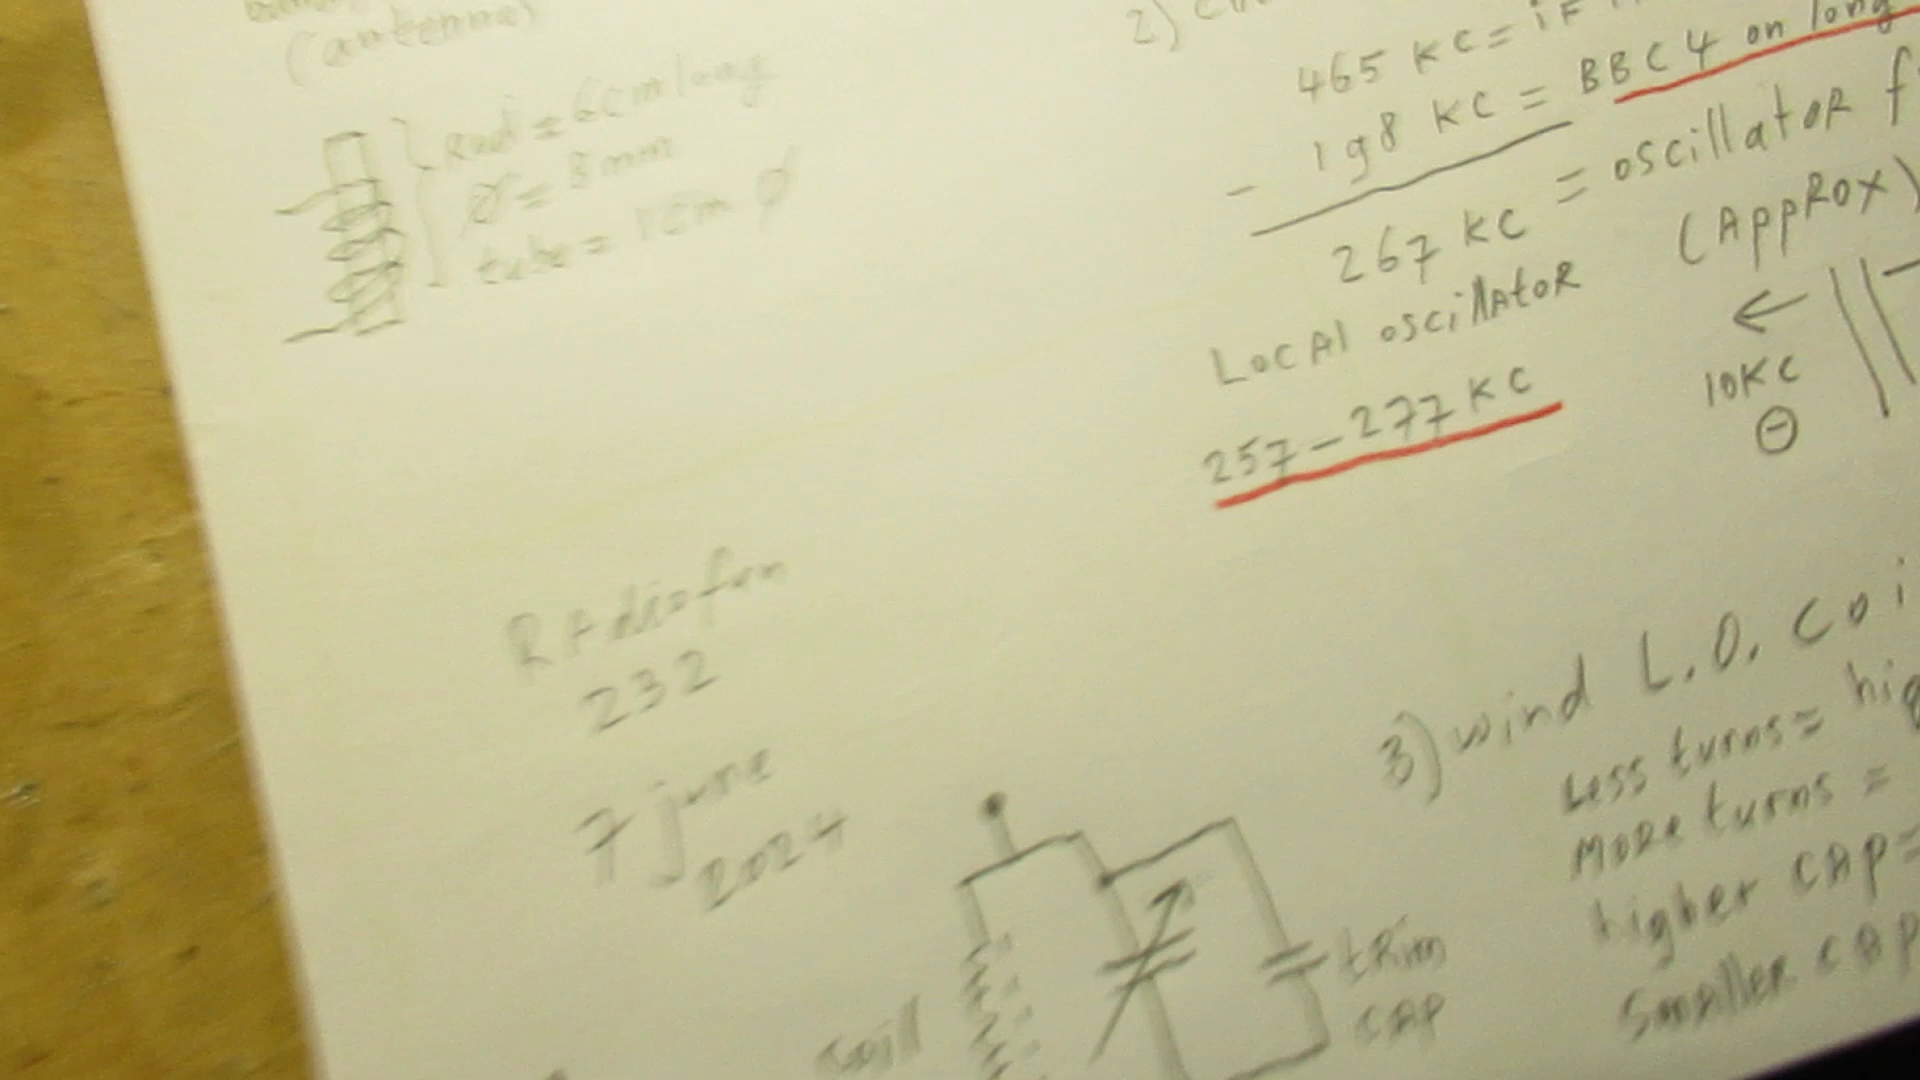 (antenna)
Rod = 6cm long
Ø = 8mm
tube = 1cm Ø
2)
465 KC = iF
- 198 KC = BBC 4 on long
267 KC = oscillatoR
(AppRox)
LocAl oscillAtoR
257 – 277 KC
10KC
RAdiofan
232
7 june
2024
3) wind L.O. coi
Less turns =
MoRe turns =
higher CAP =
Smaller CAP
tRim
CAP
Coil